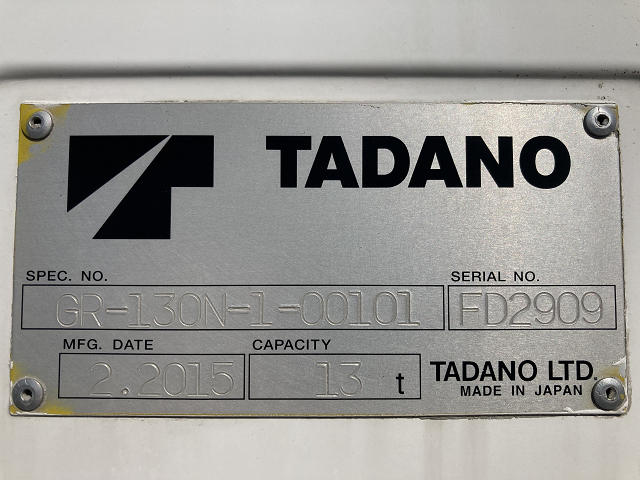 TADANO
SPEC. NO. SERIAL NO.
GR-130N-1-00101 FD2909
MFG. DATE CAPACITY
2.2015 13 t
TADANO LTD.
MADE IN JAPAN